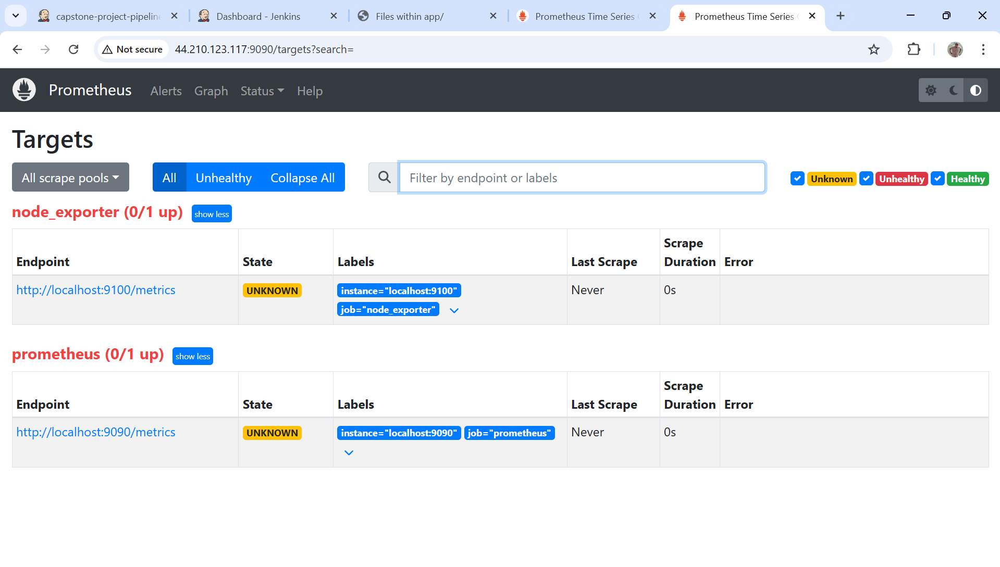 capstone-project-pipeline
Dashboard - Jenkins
Files within app/
Prometheus Time Series
Prometheus Time Series
Not secure
44.210.123.117:9090/targets?search=
Prometheus
Alerts
Graph
Status
Help
Targets
All scrape pools
All
Unhealthy
Collapse All
Filter by endpoint or labels
Unknown
Unhealthy
Healthy
node_exporter (0/1 up)
show less
Endpoint
State
Labels
Last Scrape
Scrape
Duration
Error
http://localhost:9100/metrics
UNKNOWN
instance="localhost:9100"
job="node_exporter"
Never
0s
prometheus (0/1 up)
show less
Endpoint
State
Labels
Last Scrape
Scrape
Duration
Error
http://localhost:9090/metrics
UNKNOWN
instance="localhost:9090"
job="prometheus"
Never
0s